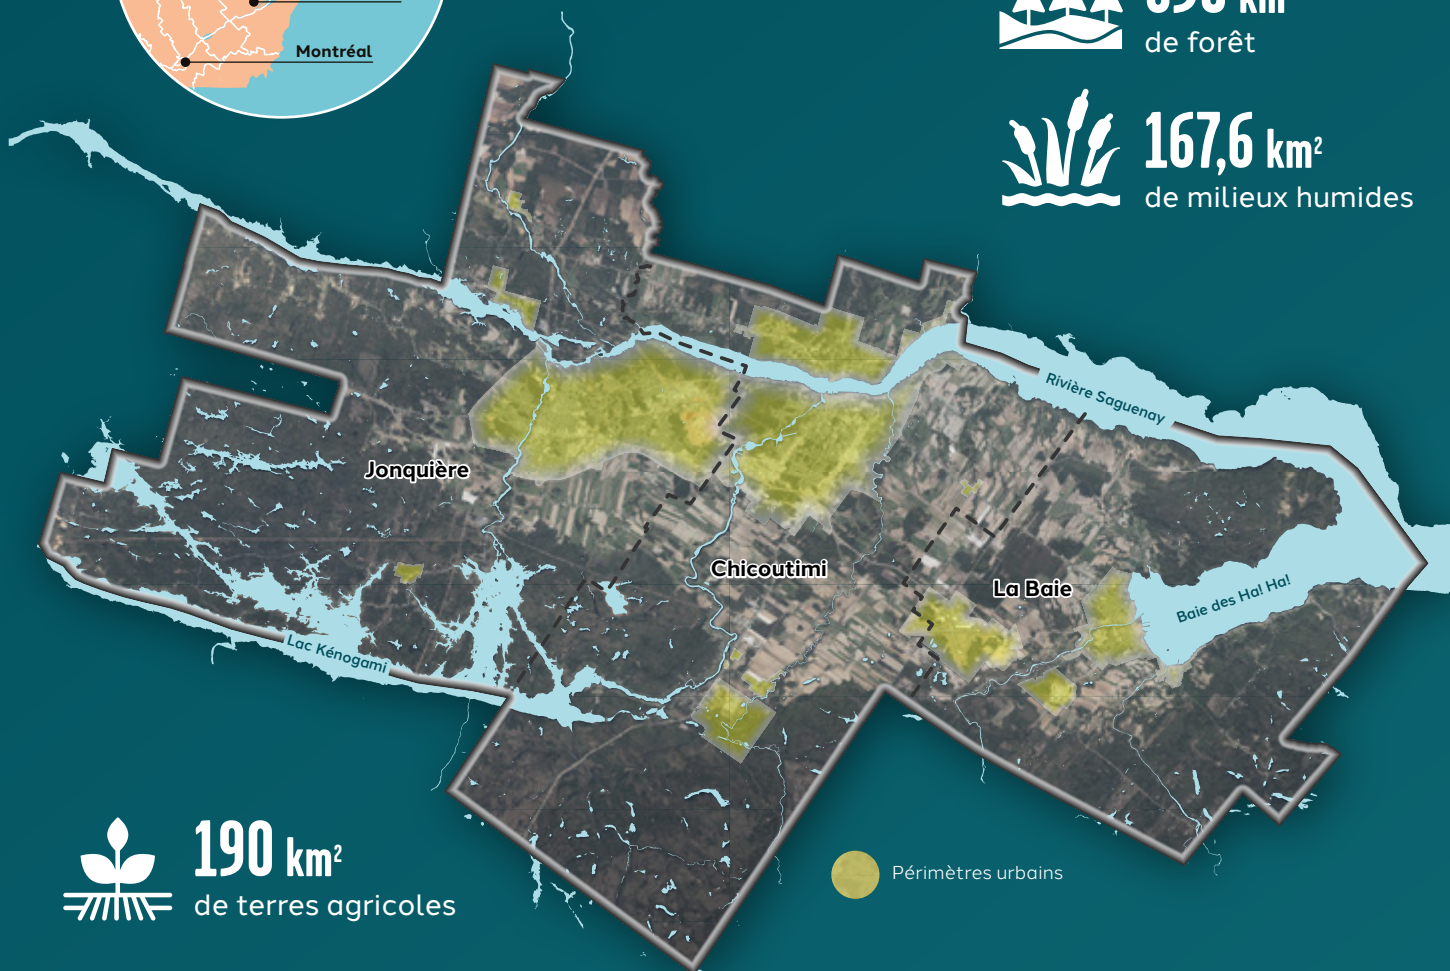 Montréal
km
de forêt
167,6 km²
de milieux humides
Rivière Saguenay
Jonquière
Chicoutimi
La Baie
Baie des Ha! Ha!
Lac Kénogami
190 km²
de terres agricoles
Périmètres urbains